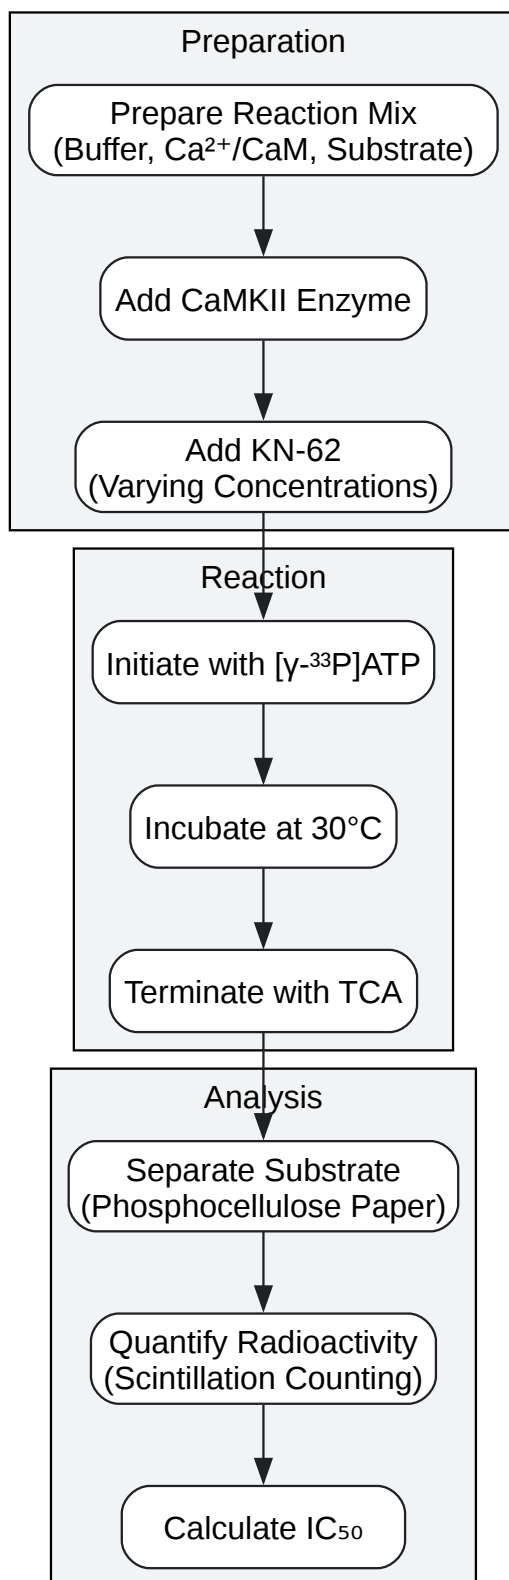 Preparation
Prepare Reaction Mix
(Buffer, Ca²⁺/CaM, Substrate)
Add CaMKII Enzyme
Add KN-62
(Varying Concentrations)
Reaction
Initiate with [γ-³³P]ATP
Incubate at 30°C
Terminate with TCA
Analysis
Separate Substrate
(Phosphocellulose Paper)
Quantify Radioactivity
(Scintillation Counting)
Calculate IC₅₀